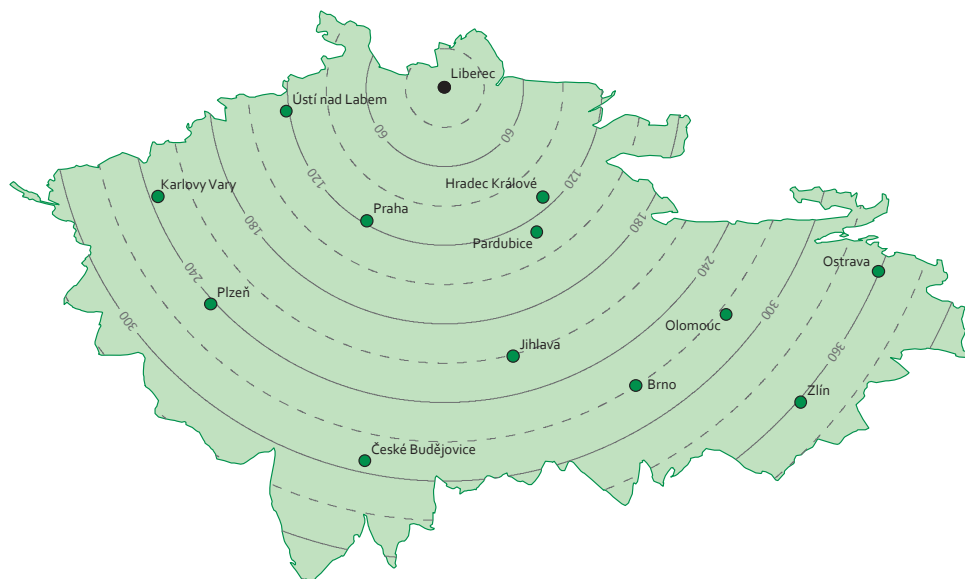 Liberec
Ústí nad Labem
60
60
Karlovy Vary
120
Hradec Králové
120
Praha
180
180
Pardubice
240
240
Ostrava
Plzeň
300
300
Olomouc
Jihlava
360
Brno
Zlín
České Budějovice